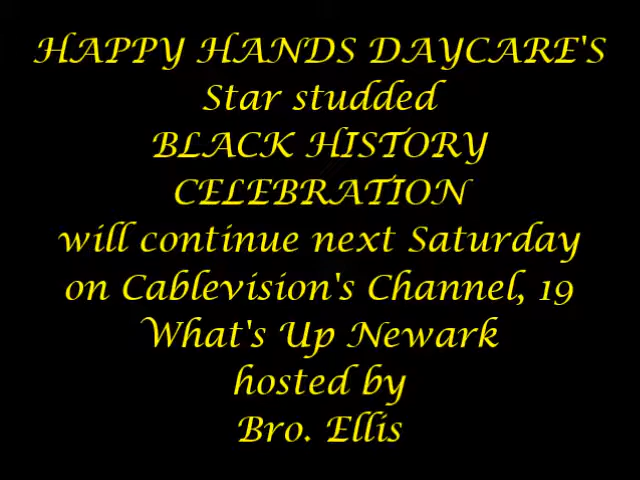 HAPPY HANDS DAYCARE'S
Star studded
BLACK HISTORY
CELEBRATION
will continue next Saturday
on Cablevision's Channel, 19
What's Up Newark
hosted by
Bro. Ellis